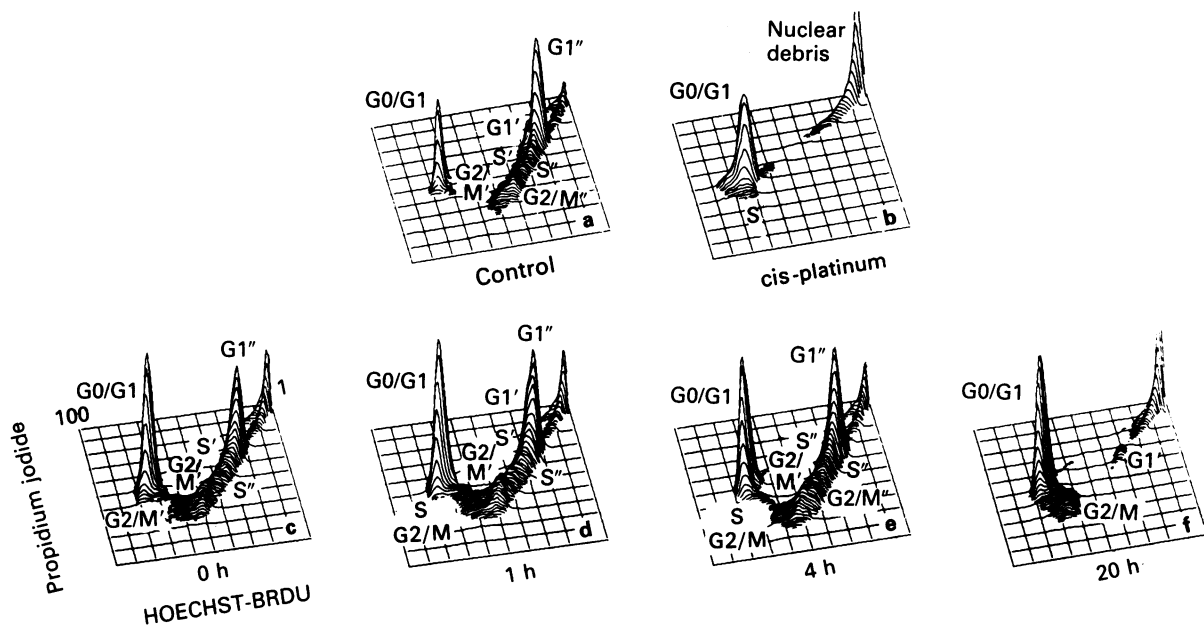 G1″
G0/G1
G1′
S′
G2/
M′
S″
G2/M″
a
Control
Nuclear
debris
G0/G1
S
b
cis-platinum
G1″
G0/G1
100
1
S′
G2/
M′
S″
G2/M′
c
0 h
Propidium jodide
HOECHST-BRDU
G1″
G0/G1
G1′
S′
G2/
M′
S″
S
G2/M
d
1 h
G1″
G0/G1
S″
G2/
M′
S″
G2/M″
S
G2/M
e
4 h
G0/G1
G1′
G2/M
f
20 h